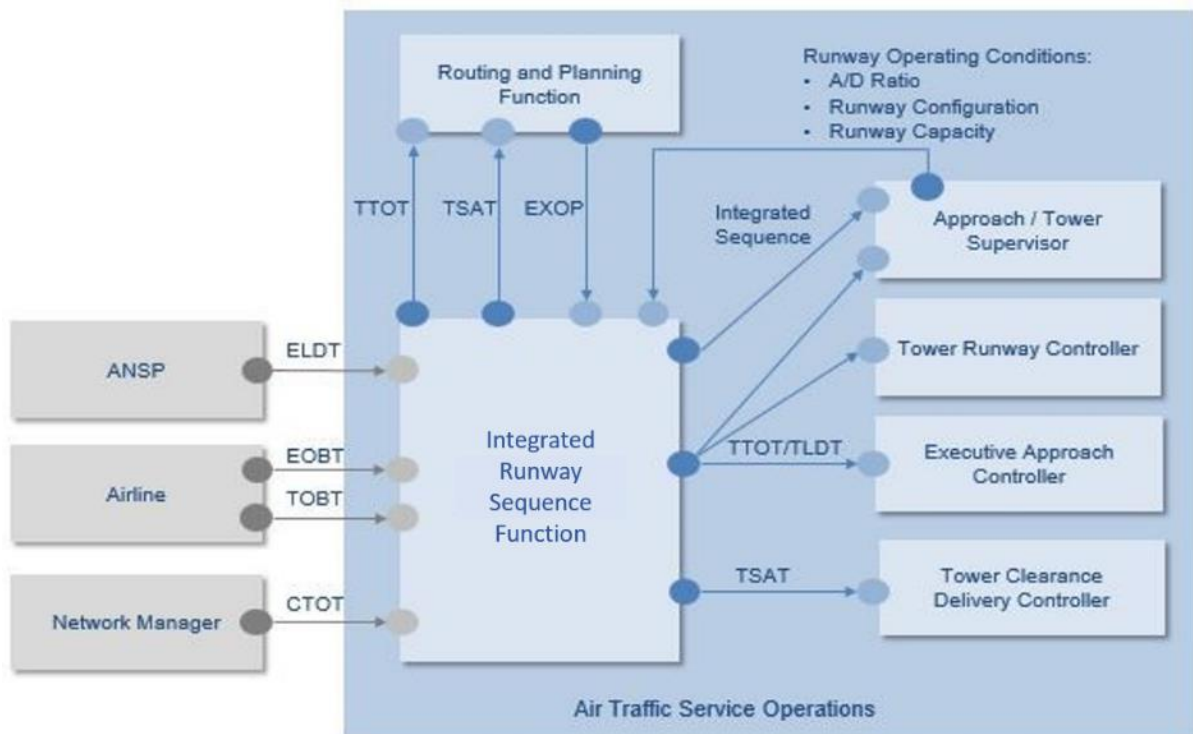 Routing and Planning
Function
Runway Operating Conditions:
• A/D Ratio
• Runway Configuration
• Runway Capacity
TTOT
TSAT
EXOP
Integrated
Sequence
Approach / Tower
Supervisor
ANSP
ELDT
Tower Runway Controller
Airline
EOBT
TOBT
Integrated
Runway
Sequence
Function
TTOT/TLDT
Executive Approach
Controller
Network Manager
CTOT
TSAT
Tower Clearance
Delivery Controller
Air Traffic Service Operations